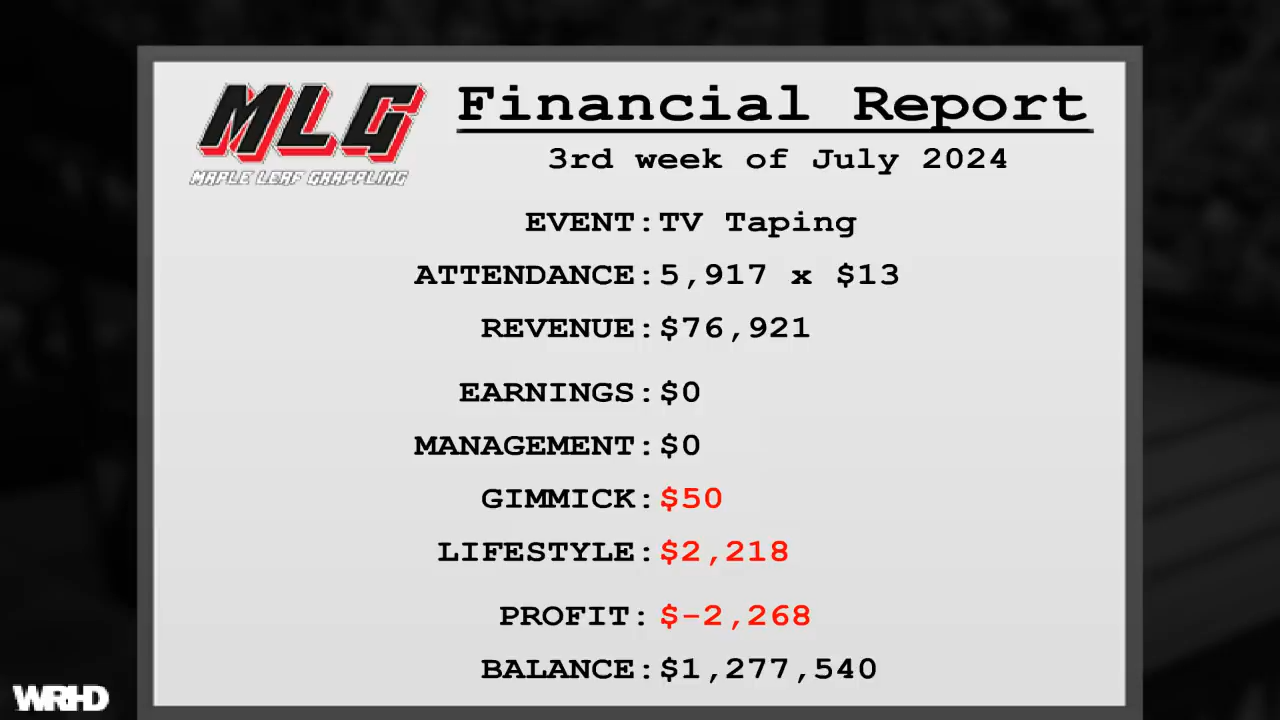 MLG
MAPLE LEAF GRAPPLING
Financial Report
3rd week of July 2024
EVENT: TV Taping
ATTENDANCE: 5,917 x $13
REVENUE: $76,921
EARNINGS: $0
MANAGEMENT: $0
GIMMICK: $50
LIFESTYLE: $2,218
PROFIT: $-2,268
BALANCE: $1,277,540
WRHD